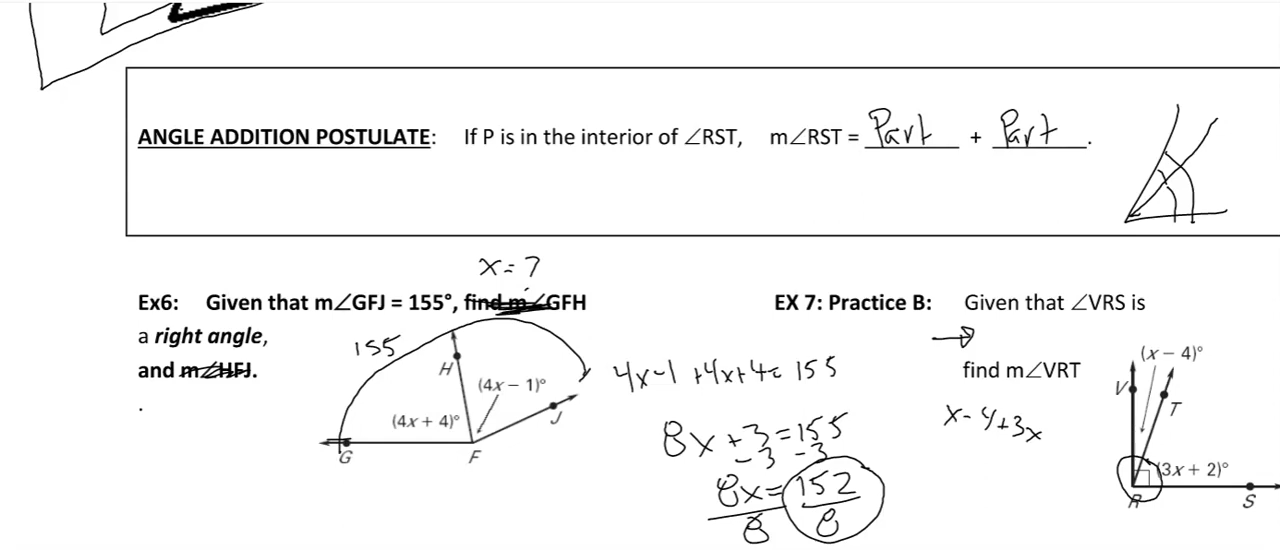 ANGLE ADDITION POSTULATE: If P is in the interior of ∠RST, m∠RST = Part + Part.
x = ?
Ex6: Given that m∠GFJ = 155°, find m∠GFH
a right angle,
and m∠HFJ.
.
155
H
(4x − 1)°
(4x + 4)°
J
G
F
4x-1 +4x+4= 155
8x +3 = 155
-3 -3
8x = 152
8 8
EX 7: Practice B: Given that ∠VRS is
find m∠VRT
x - 4 +3x
(x − 4)°
V
T
(3x + 2)°
R
S